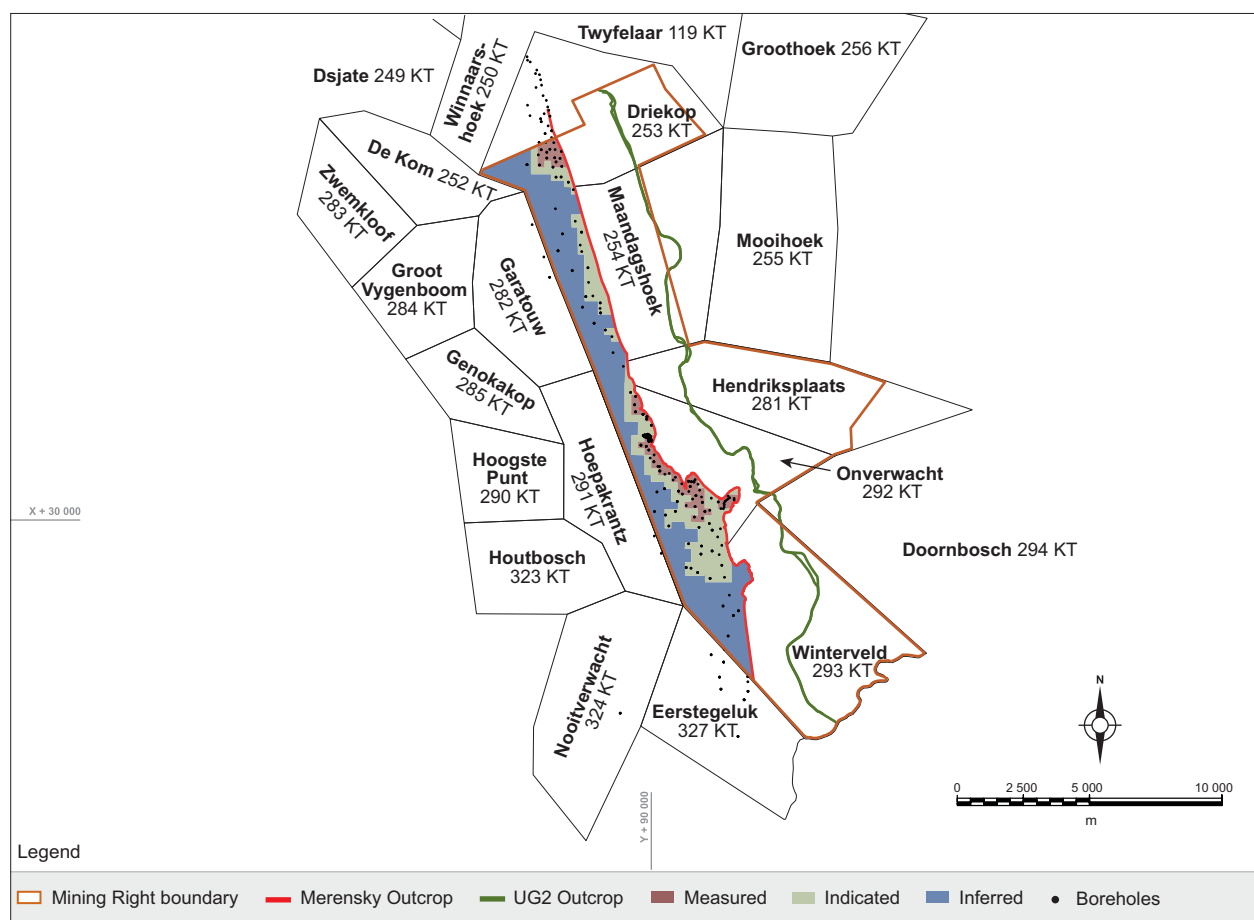 Twyfelaar 119 KT
Groothoek 256 KT
Dsjate 249 KT
Winnaars-
hoek 250 KT
Driekop
253 KT
De Kom 252 KT
Zwemkloof
283 KT
Maandagshoek
254 KT
Mooihoek
255 KT
Groot
Vygenboom
284 KT
Garatouw
282 KT
Genokakop
285 KT
Hendriksplaats
281 KT
Hoogste
Punt
290 KT
Hoepakrantz
291 KT
Onverwacht
292 KT
X + 30 000
Houtbosch
323 KT
Doornbosch 294 KT
Winterveld
293 KT
Nooitverwacht
324 KT
Eerstegeluk
327 KT
N
Y + 90 000
0 2 500 5 000 10 000
m
Legend
Mining Right boundary Merensky Outcrop UG2 Outcrop Measured Indicated Inferred Boreholes